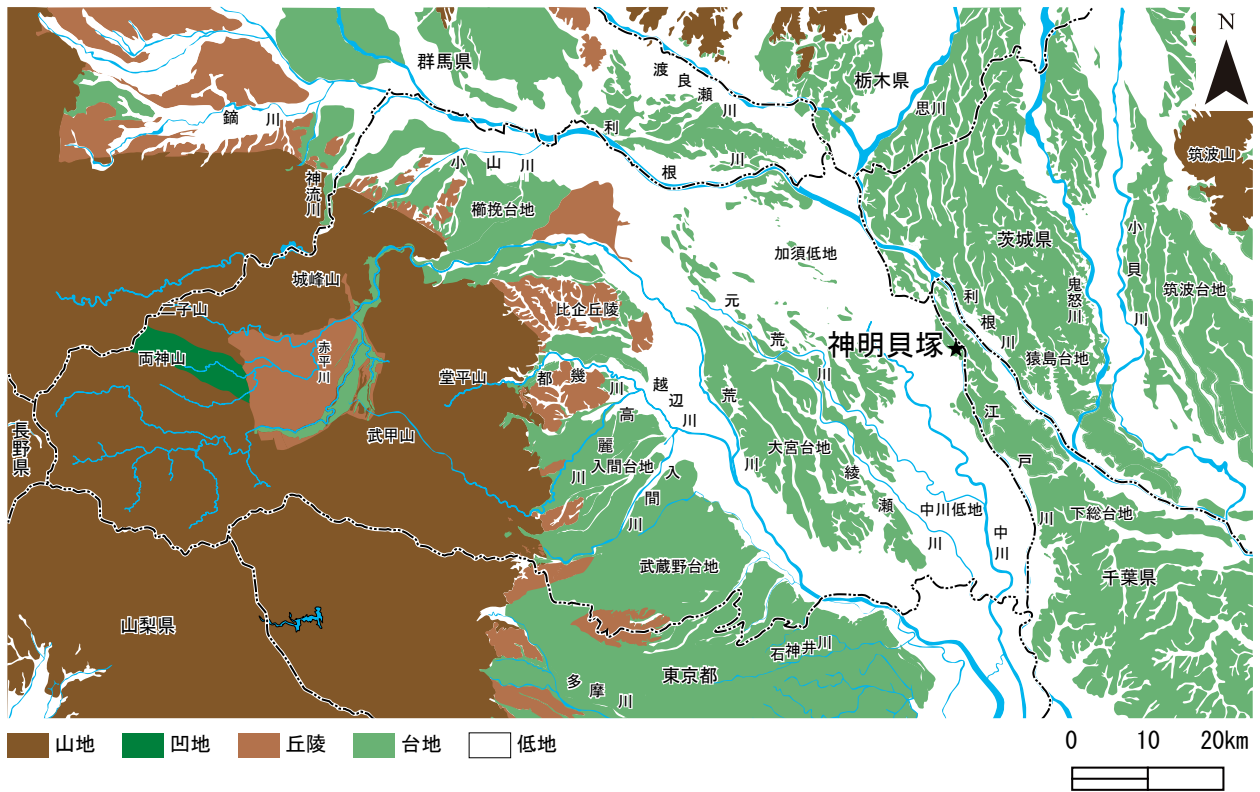 群馬県
渡良瀬川
栃木県
思川
N
鏑川
利根川
筑波山
小山川
神流川
櫛挽台地
茨城県
小貝川
加須低地
城峰山
鬼怒川
筑波台地
二子山
元荒川
利根川
比企丘陵
両神山
赤平川
神明貝塚
猿島台地
堂平山
都幾川
越辺川
荒川
長野県
武甲山
高麗川
江戸川
大宮台地
入間台地
入間川
綾瀬川
中川低地
下総台地
中川
武蔵野台地
千葉県
山梨県
石神井川
東京都
多摩川
山地
凹地
丘陵
台地
低地
0 10 20km